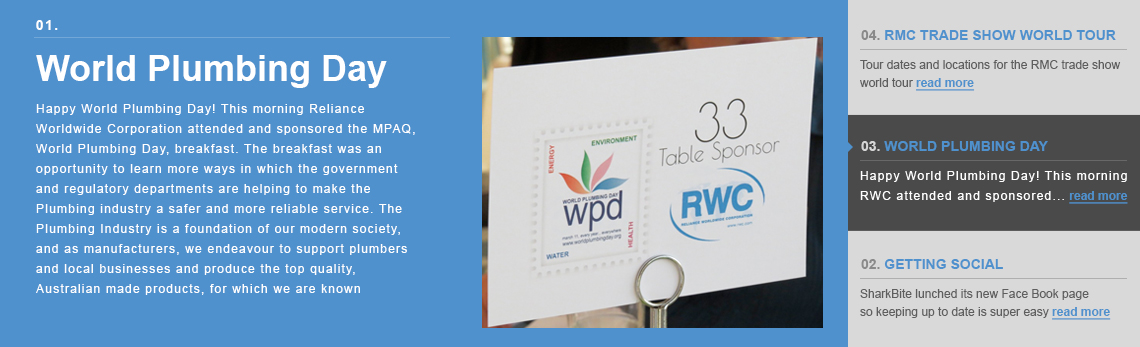 01.
World Plumbing Day
Happy World Plumbing Day! This morning Reliance
Worldwide Corporation attended and sponsored the MPAQ,
World Plumbing Day, breakfast. The breakfast was an
opportunity to learn more ways in which the government
and regulatory departments are helping to make the
Plumbing industry a safer and more reliable service. The
Plumbing Industry is a foundation of our modern society,
and as manufacturers, we endeavour to support plumbers
and local businesses and produce the top quality,
Australian made products, for which we are known
33
Table Sponsor
ENVIRONMENT
ENERGY
WORLD PLUMBING DAY
wpd
march 11, every year - everywhere
www.worldplumbingday.org
HEALTH
WATER
RWC
RELIANCE WORLDWIDE CORPORATION
04. RMC TRADE SHOW WORLD TOUR
Tour dates and locations for the RMC trade show
world tour read more
03. WORLD PLUMBING DAY
Happy World Plumbing Day! This morning
RWC attended and sponsored... read more
02. GETTING SOCIAL
SharkBite lunched its new Face Book page
so keeping up to date is super easy read more